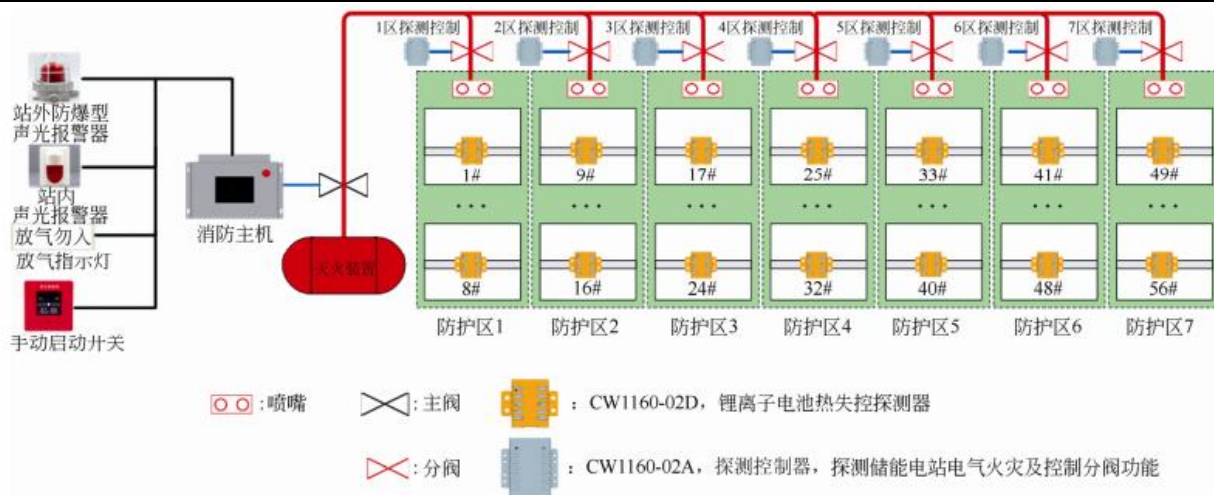 1区探测控制
2区探测控制
3区探测控制
4区探测控制
5区探测控制
6区探测控制
7区探测控制
站外防爆型
声光报警器
站内
声光报警器
放气勿入
放气指示灯
手动启动开关
消防主机
灭火装置
1#
9#
17#
25#
33#
41#
49#
...
...
...
...
...
...
...
8#
16#
24#
32#
40#
48#
56#
防护区1
防护区2
防护区3
防护区4
防护区5
防护区6
防护区7
:喷嘴
:主阀
：CW1160-02D，锂离子电池热失控探测器
:分阀
：CW1160-02A，探测控制器，探测储能电站电气火灾及控制分阀功能